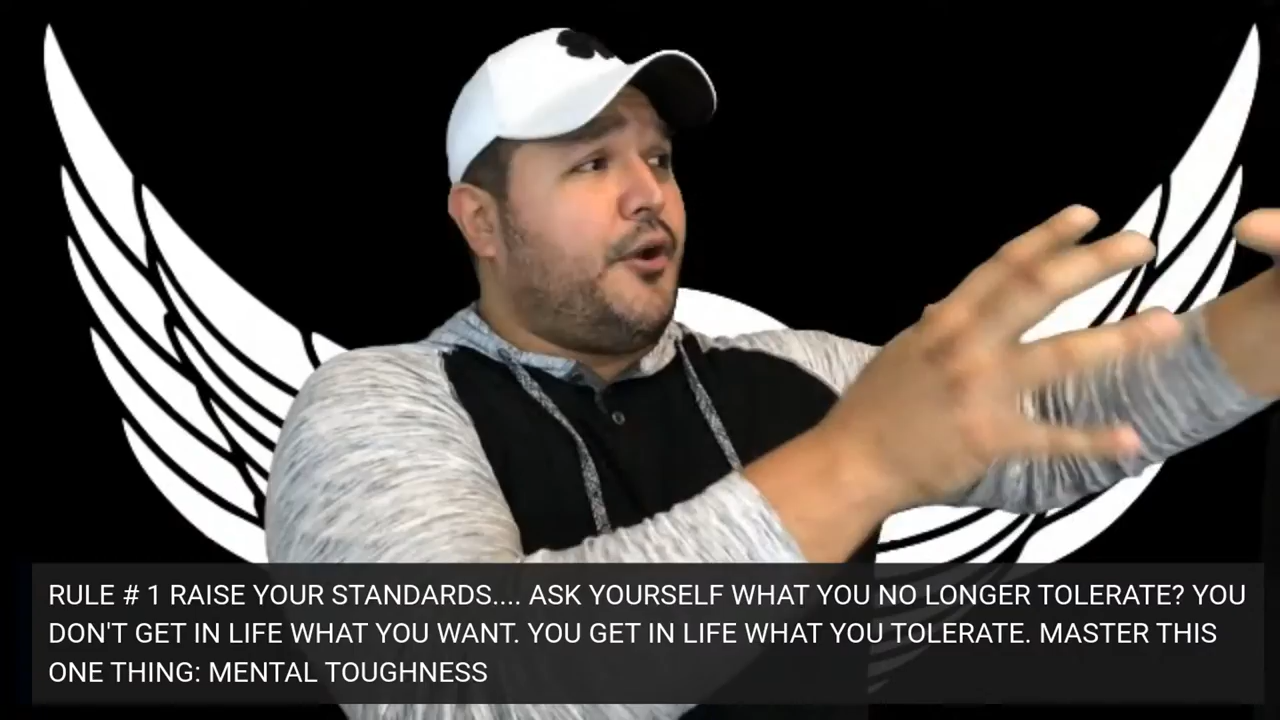 RULE # 1 RAISE YOUR STANDARDS.... ASK YOURSELF WHAT YOU NO LONGER TOLERATE? YOU
DON'T GET IN LIFE WHAT YOU WANT. YOU GET IN LIFE WHAT YOU TOLERATE. MASTER THIS
ONE THING: MENTAL TOUGHNESS